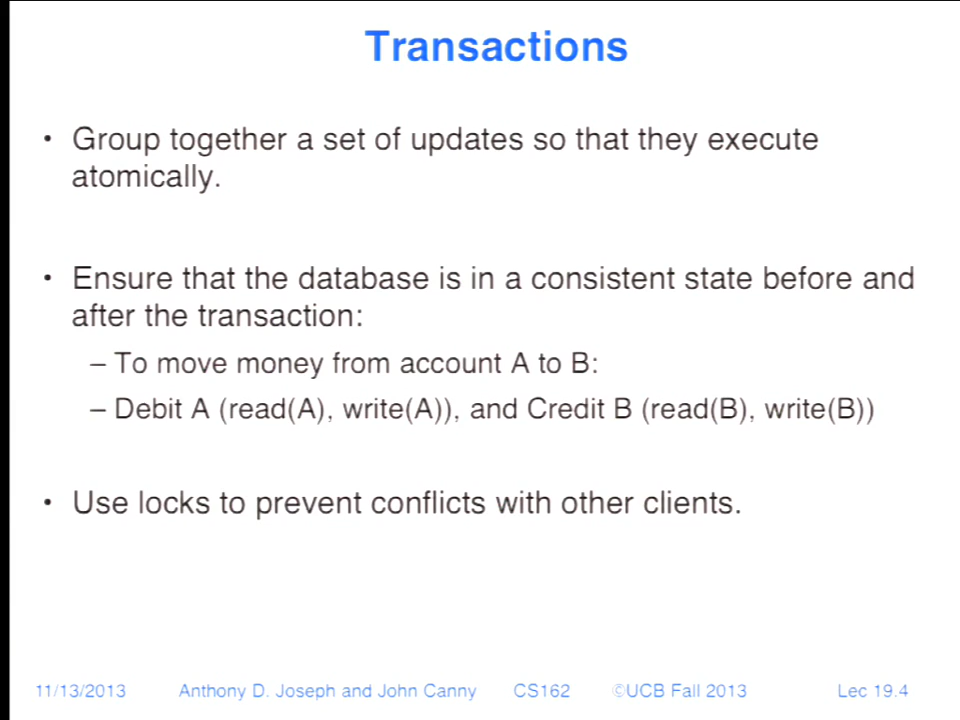 Transactions
• Group together a set of updates so that they execute
atomically.
• Ensure that the database is in a consistent state before and
after the transaction:
– To move money from account A to B:
– Debit A (read(A), write(A)), and Credit B (read(B), write(B))
• Use locks to prevent conflicts with other clients.
11/13/2013 Anthony D. Joseph and John Canny CS162 ©UCB Fall 2013 Lec 19.4